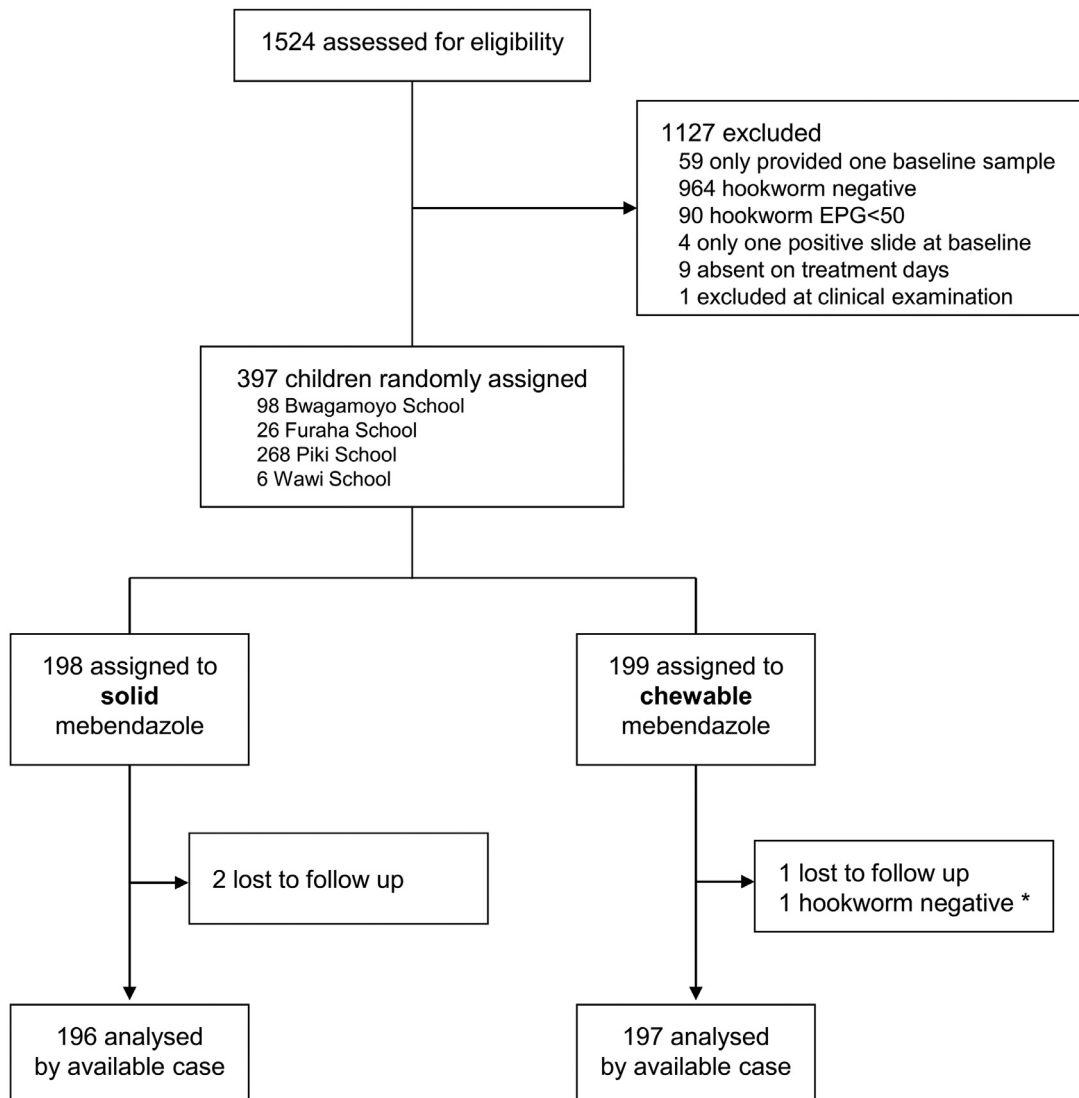 1524 assessed for eligibility
1127 excluded
59 only provided one baseline sample
964 hookworm negative
90 hookworm EPG<50
4 only one positive slide at baseline
9 absent on treatment days
1 excluded at clinical examination
397 children randomly assigned
98 Bwagamoyo School
26 Furaha School
268 Piki School
6 Wawi School
198 assigned to
solid
mebendazole
199 assigned to
chewable
mebendazole
2 lost to follow up
1 lost to follow up
1 hookworm negative *
196 analysed
by available case
197 analysed
by available case